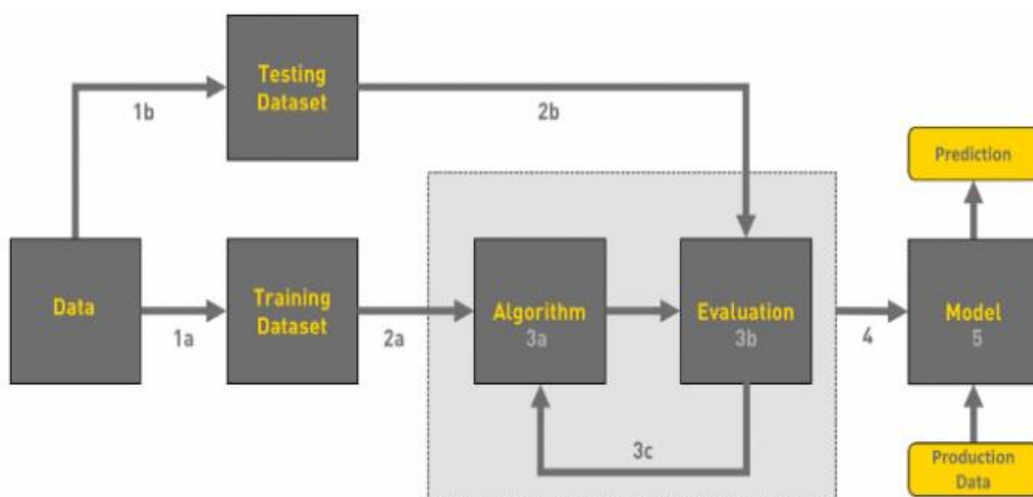 Testing
Dataset
1b
2b
Prediction
Data
1a
Training
Dataset
2a
Algorithm
3a
Evaluation
3b
4
Model
5
3c
Production
Data